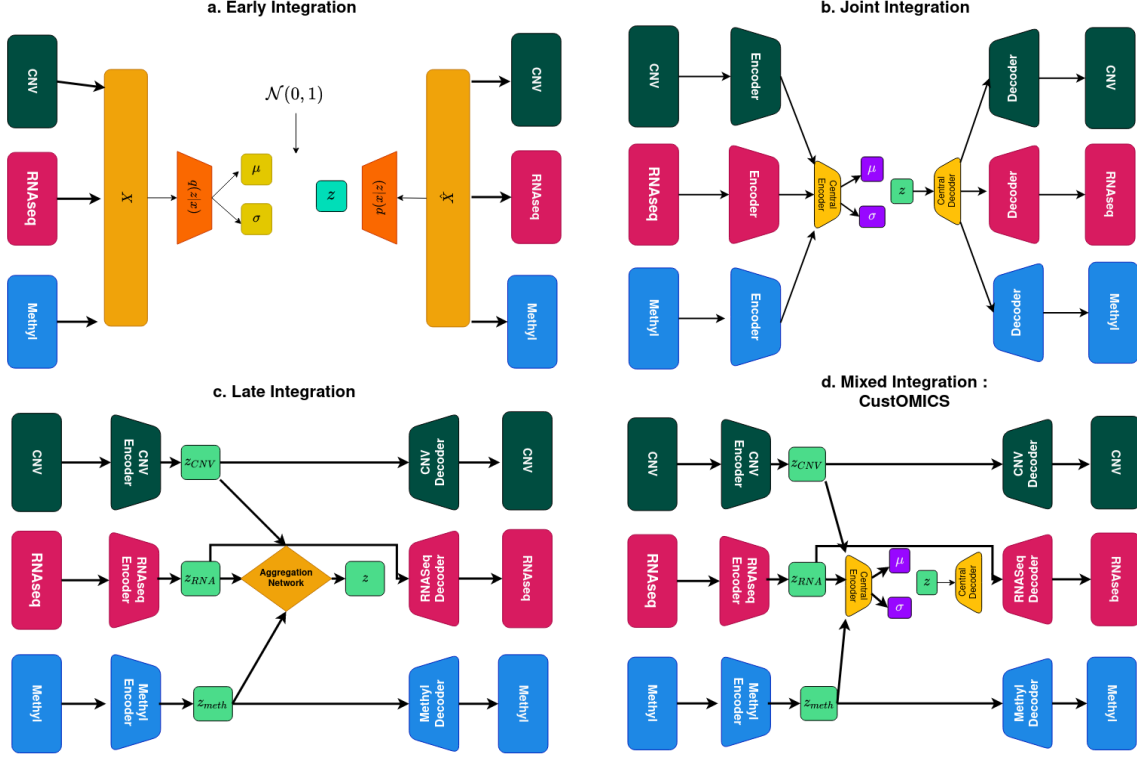 a. Early Integration
CNV
RNAseq
Methyl
X
q(z|x)
μ
σ
𝒩(0, 1)
z
p(x|z)
X̂
CNV
RNAseq
Methyl
b. Joint Integration
CNV
RNAseq
Methyl
Encoder
Encoder
Encoder
Central
Encoder
μ
σ
z
Central Decoder
Decoder
Decoder
Decoder
CNV
RNAseq
Methyl
c. Late Integration
CNV
RNAseq
Methyl
CNV
Encoder
RNAseq
Encoder
Methyl
Encoder
z_CNV
z_RNA
z_meth
Aggregation
Network
z
CNV
Decoder
RNASeq
Decoder
Methyl
Decoder
CNV
RNAseq
Methyl
d. Mixed Integration :
CustOMICS
CNV
RNAseq
Methyl
CNV
Encoder
RNAseq
Encoder
Methyl
Encoder
z_CNV
z_RNA
z_meth
Central
Encoder
μ
σ
z
Central Decoder
CNV
Decoder
RNASeq
Decoder
Methyl
Decoder
CNV
RNAseq
Methyl